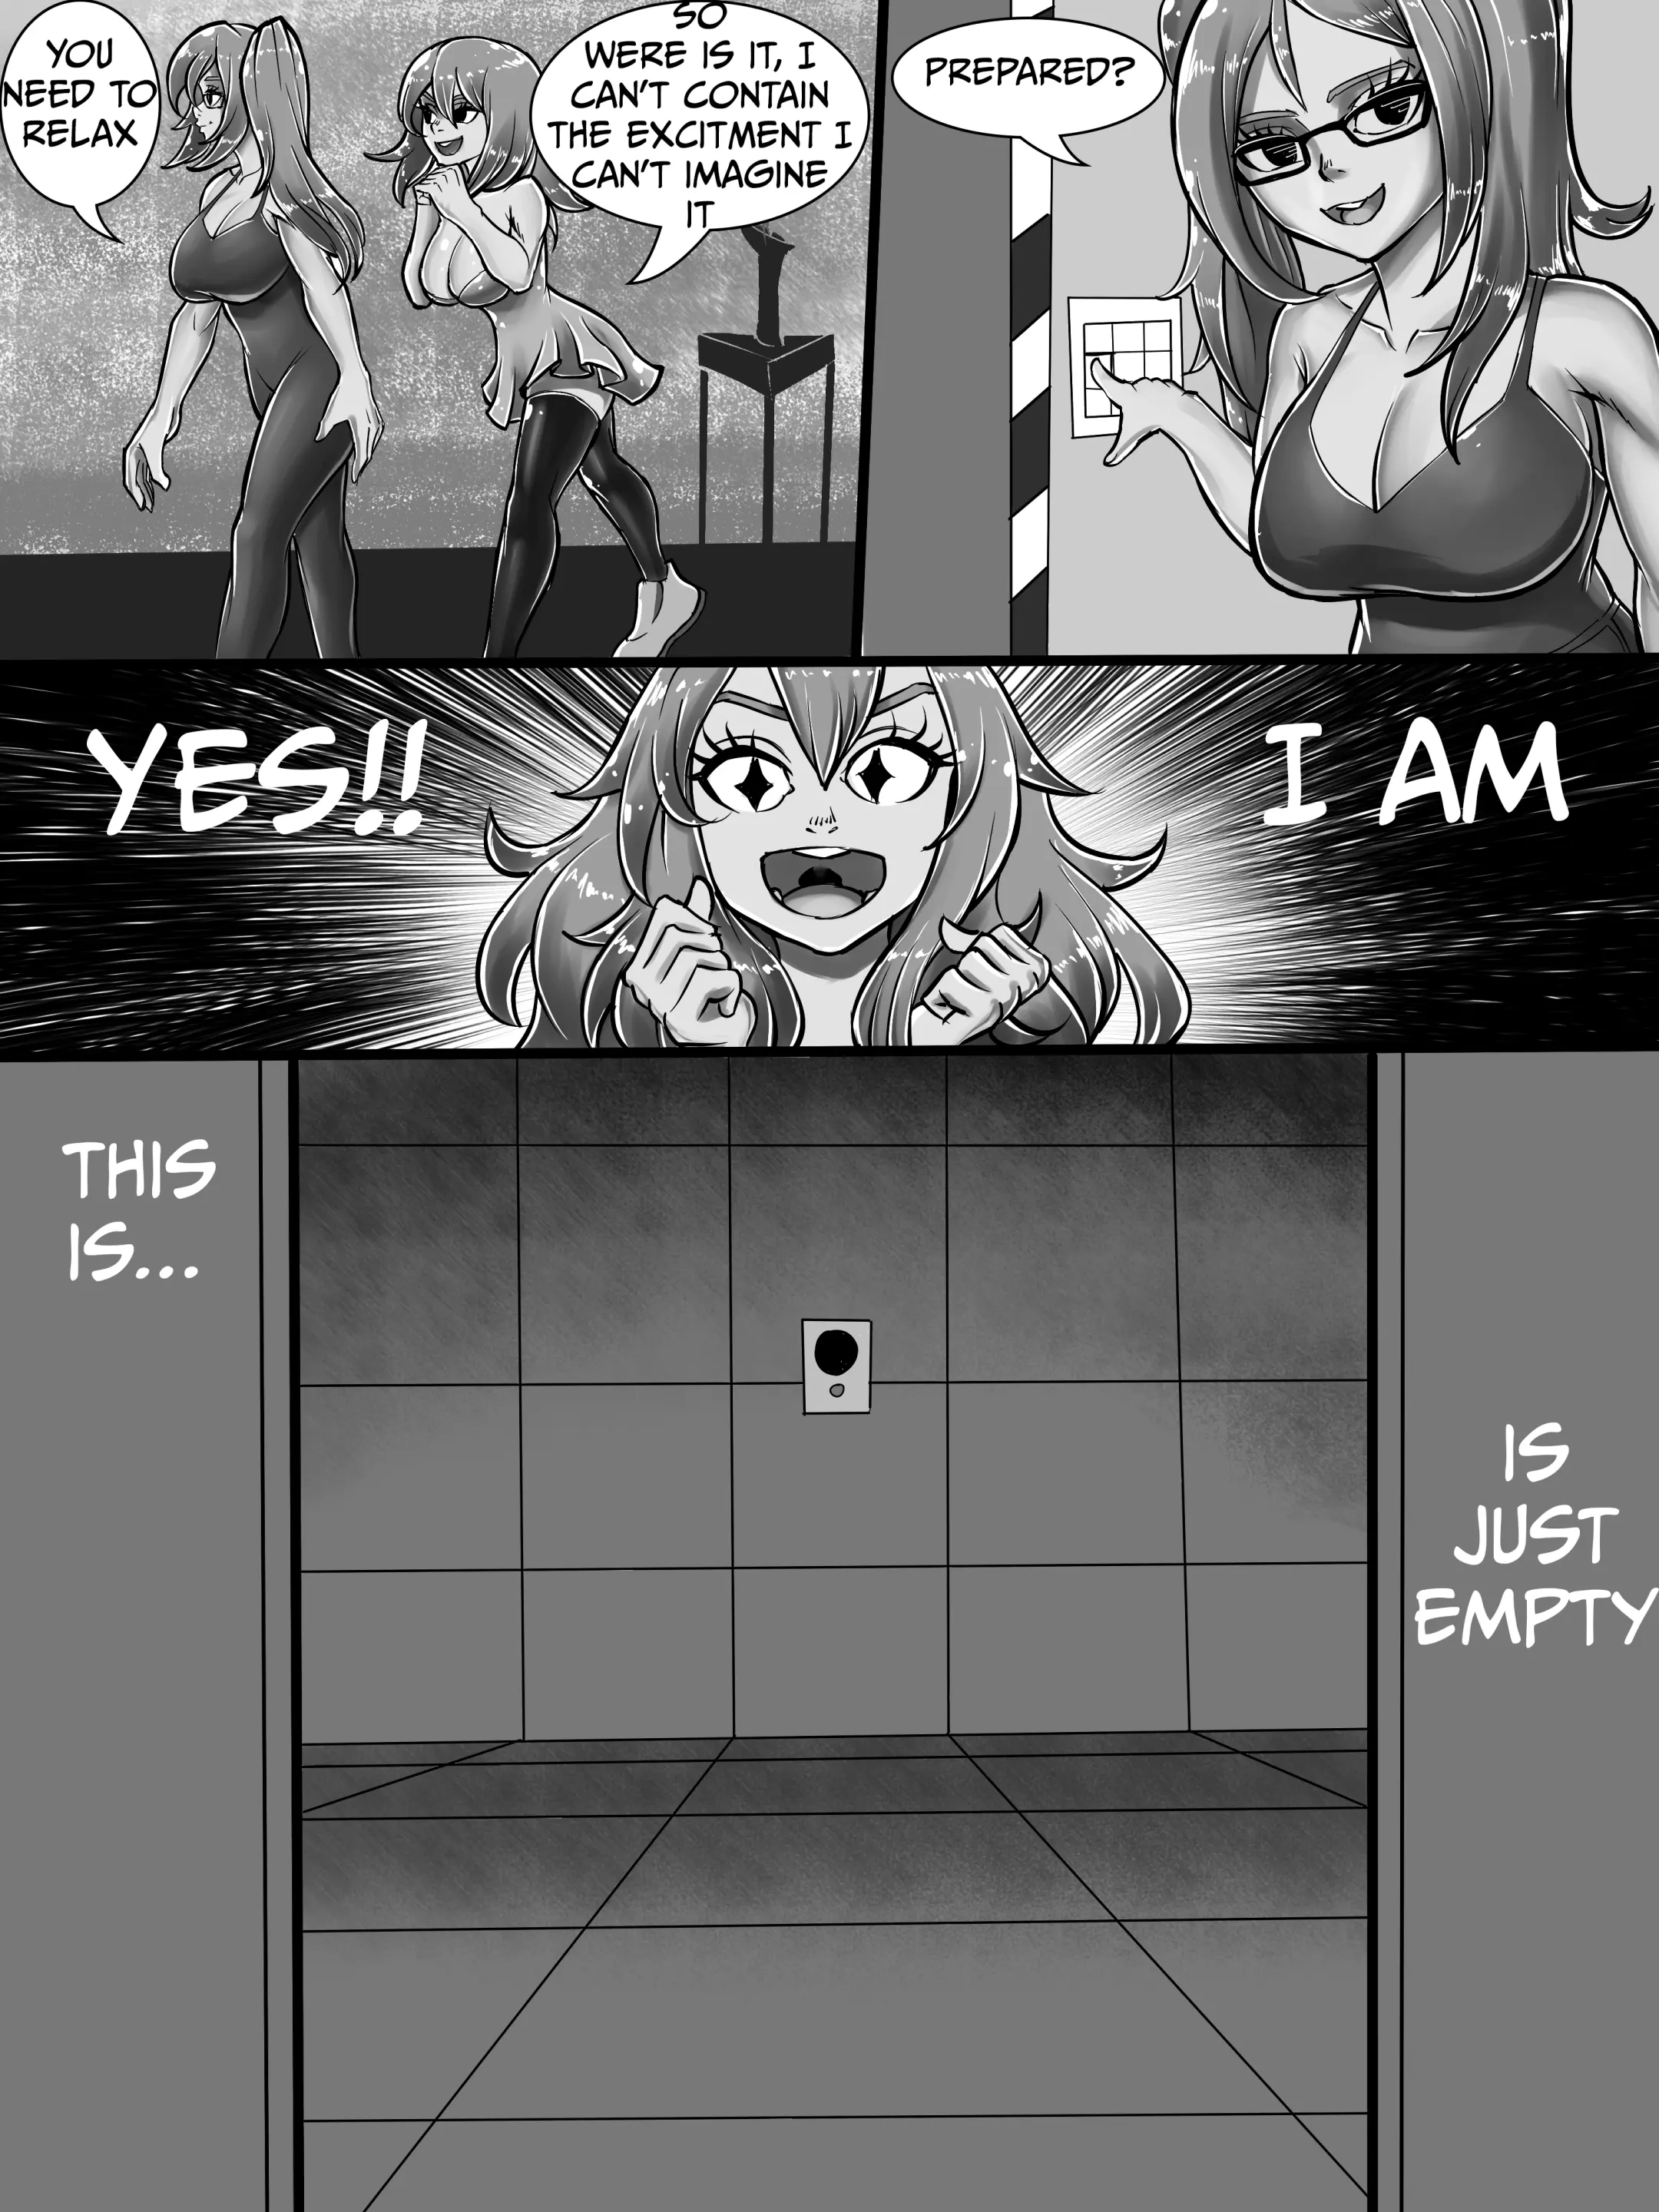 YOU
NEED TO
RELAX
SO
WERE IS IT, I
CAN'T CONTAIN
THE EXCITMENT I
CAN'T IMAGINE
IT
PREPARED?
YES!!
I AM
THIS
IS...
IS
JUST
EMPTY